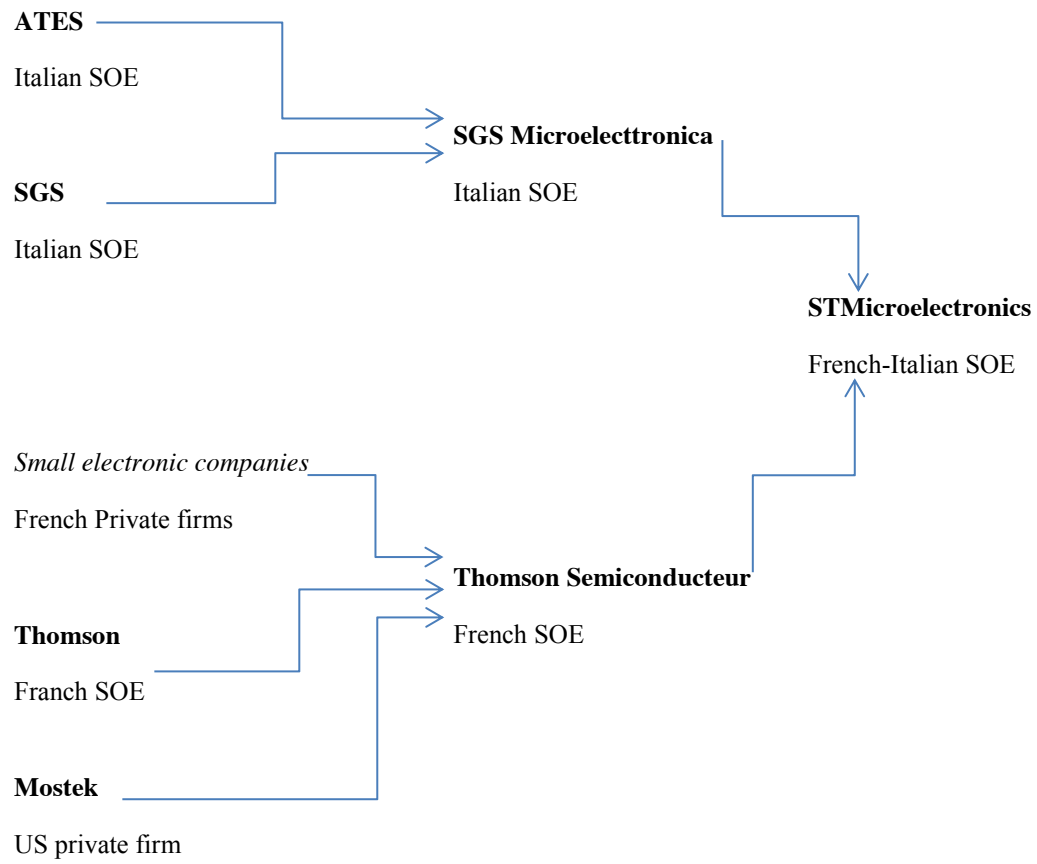 ATES
Italian SOE
SGS Microelecttronica
Italian SOE
SGS
Italian SOE
STMicroelectronics
French-Italian SOE
Small electronic companies
French Private firms
Thomson Semiconducteur
French SOE
Thomson
Franch SOE
Mostek
US private firm